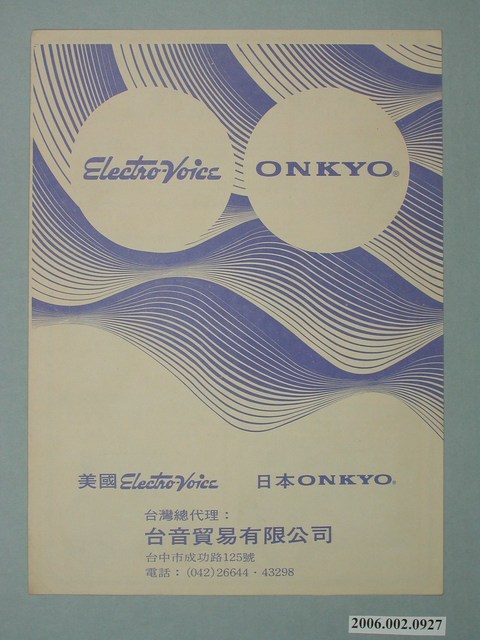 Electro-Voice ONKYO®
美國Electro-Voice 日本ONKYO®
台灣總代理：
台音貿易有限公司
台中市成功路125號
電話：(042)26644・43298
2006.002.0927